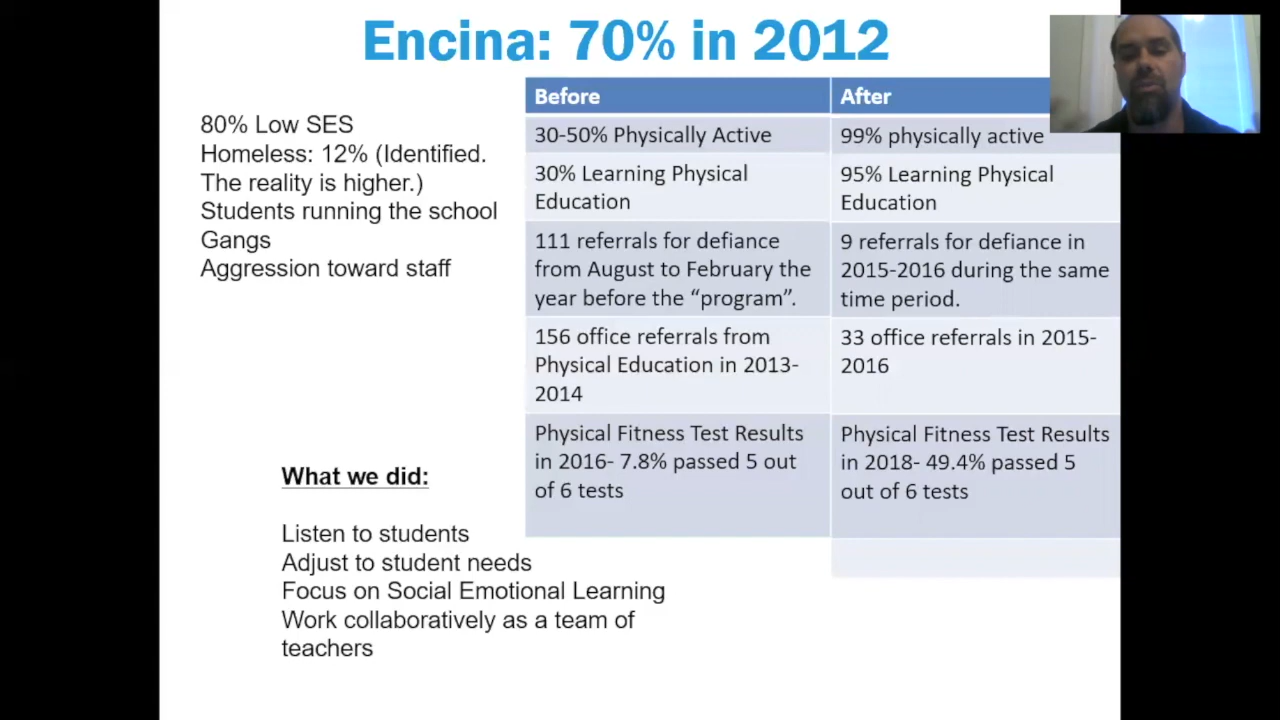 Encina: 70% in 2012
80% Low SES
Homeless: 12% (Identified.
The reality is higher.)
Students running the school
Gangs
Aggression toward staff
Before
After
30-50% Physically Active
99% physically active
30% Learning Physical
Education
95% Learning Physical
Education
111 referrals for defiance
from August to February the
year before the “program”.
9 referrals for defiance in
2015-2016 during the same
time period.
156 office referrals from
Physical Education in 2013-
2014
33 office referrals in 2015-
2016
Physical Fitness Test Results
in 2016- 7.8% passed 5 out
of 6 tests
Physical Fitness Test Results
in 2018- 49.4% passed 5
out of 6 tests
What we did:
Listen to students
Adjust to student needs
Focus on Social Emotional Learning
Work collaboratively as a team of
teachers